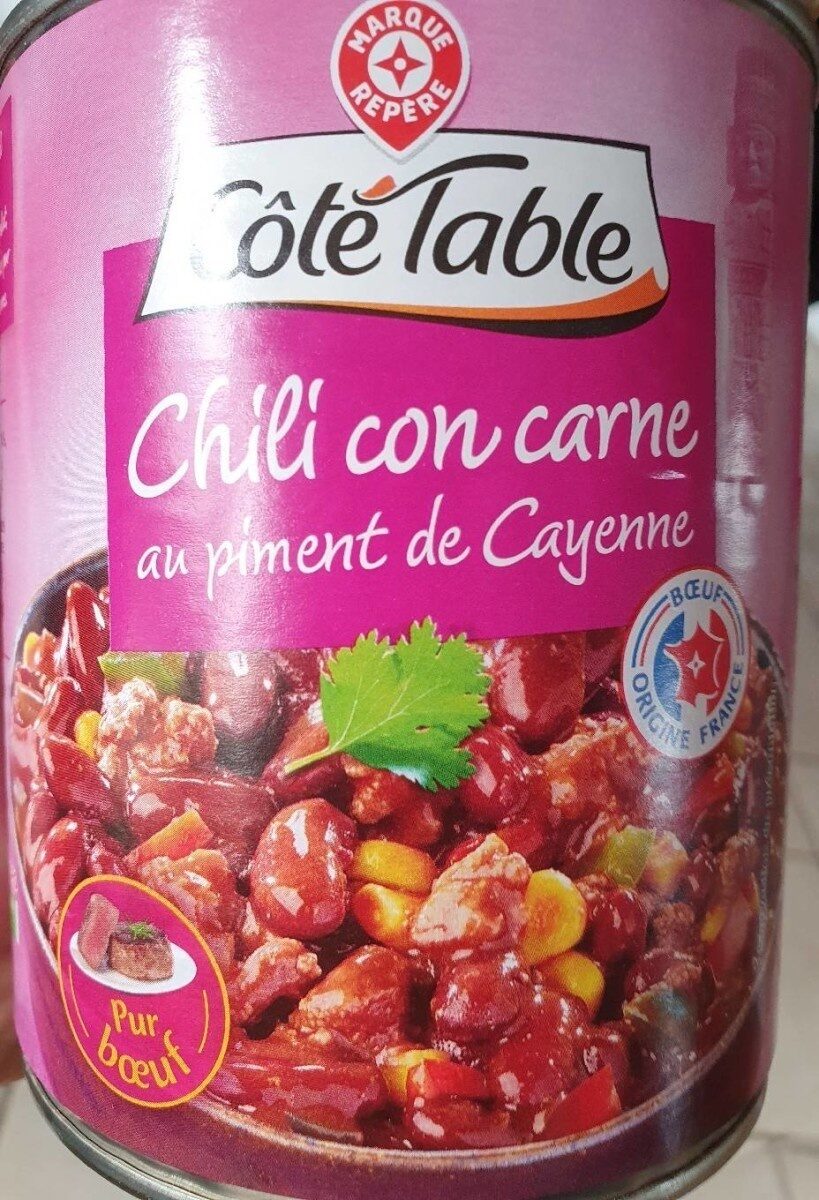 MARQUE
REPÈRE
Côté Table
Chili con carne
au piment de Cayenne
BŒUF
ORIGINE FRANCE
Pur
bœuf